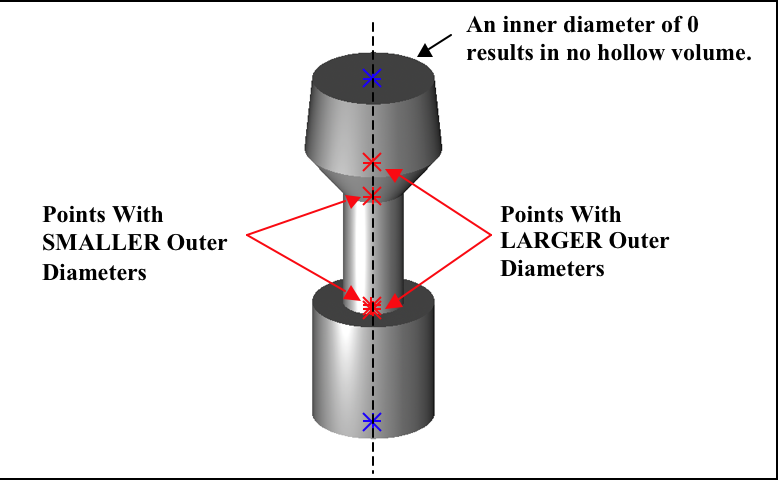 An inner diameter of 0
results in no hollow volume.
Points With
SMALLER Outer
Diameters
Points With
LARGER Outer
Diameters